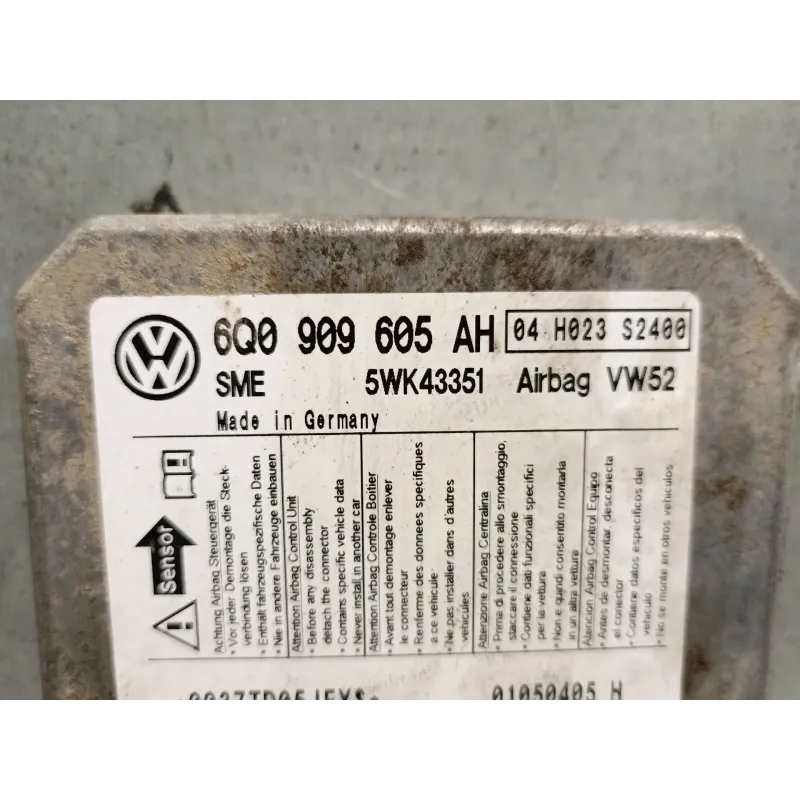 6Q0 909 605 AH
04 H023 S2400
SME 5WK43351 Airbag VW52
Made in Germany
Sensor
Achtung Airbag Steuergerät
• Vor jeder Demontage die Steck-
verbindung lösen
• Enthält fahrzeugspezifische Daten
• Nie in andere Fahrzeuge einbauen
Attention Airbag Control Unit
• Before any disassembly
detach the connector
• Contains specific vehicle data
• Never install in another car
Attention Airbag Controle Boitier
• Avant tout demontage enlever
le connecteur
• Renferme des donnees specifiques
a ce vehicule
• Ne pas installer dans d'autres
vehicules
Attenzione Airbag Centralina
• Prima di procedere allo smontaggio,
staccare il connessione
• Contiene dati funzionali specifici
per la vettura
• Non e quindi consentito montarla
in un altra vettura
Atencion Airbag Control Equipo
• Antes de desmontar desconecta
el conector
• Contiene datos especificos del
vehiculo
• No se monte en otros vehiculos
01050405 H